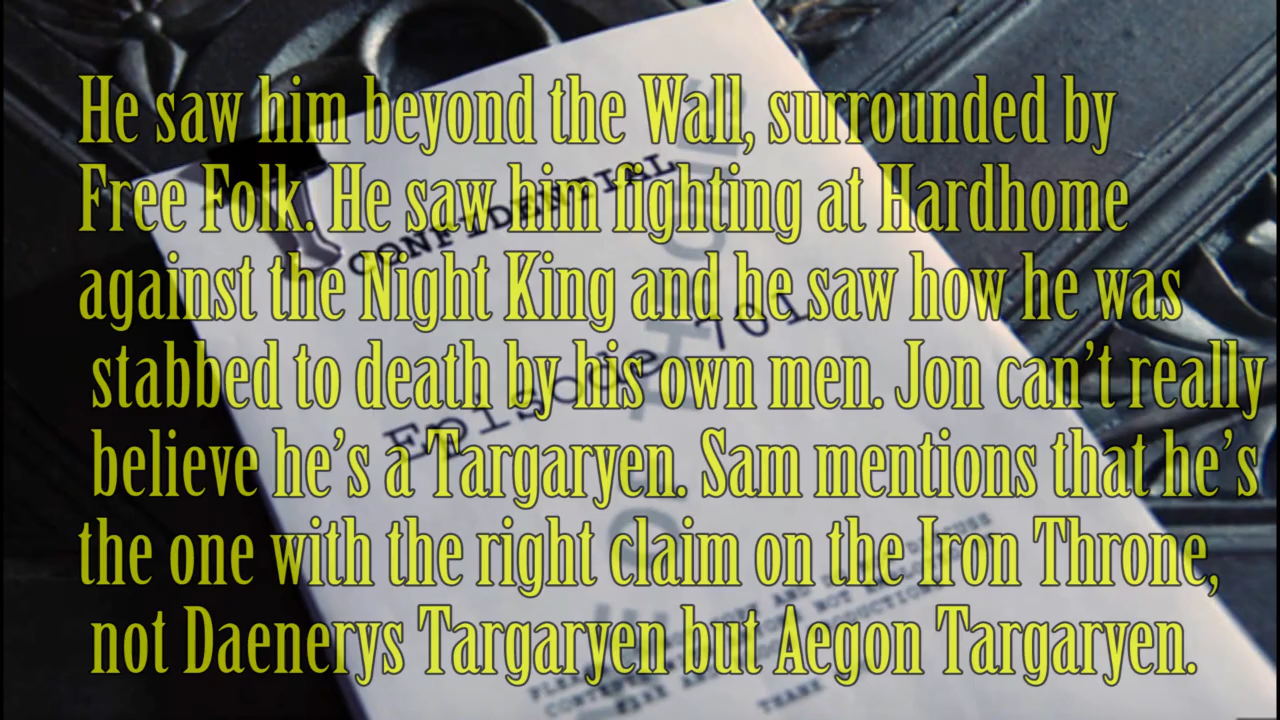 He saw him beyond the Wall, surrounded by
Free Folk. He saw him fighting at Hardhome
against the Night King and he saw how he was
stabbed to death by his own men. Jon can’t really
believe he’s a Targaryen. Sam mentions that he’s
the one with the right claim on the Iron Throne,
not Daenerys Targaryen but Aegon Targaryen.
CONFIDENTIAL
Episode 701